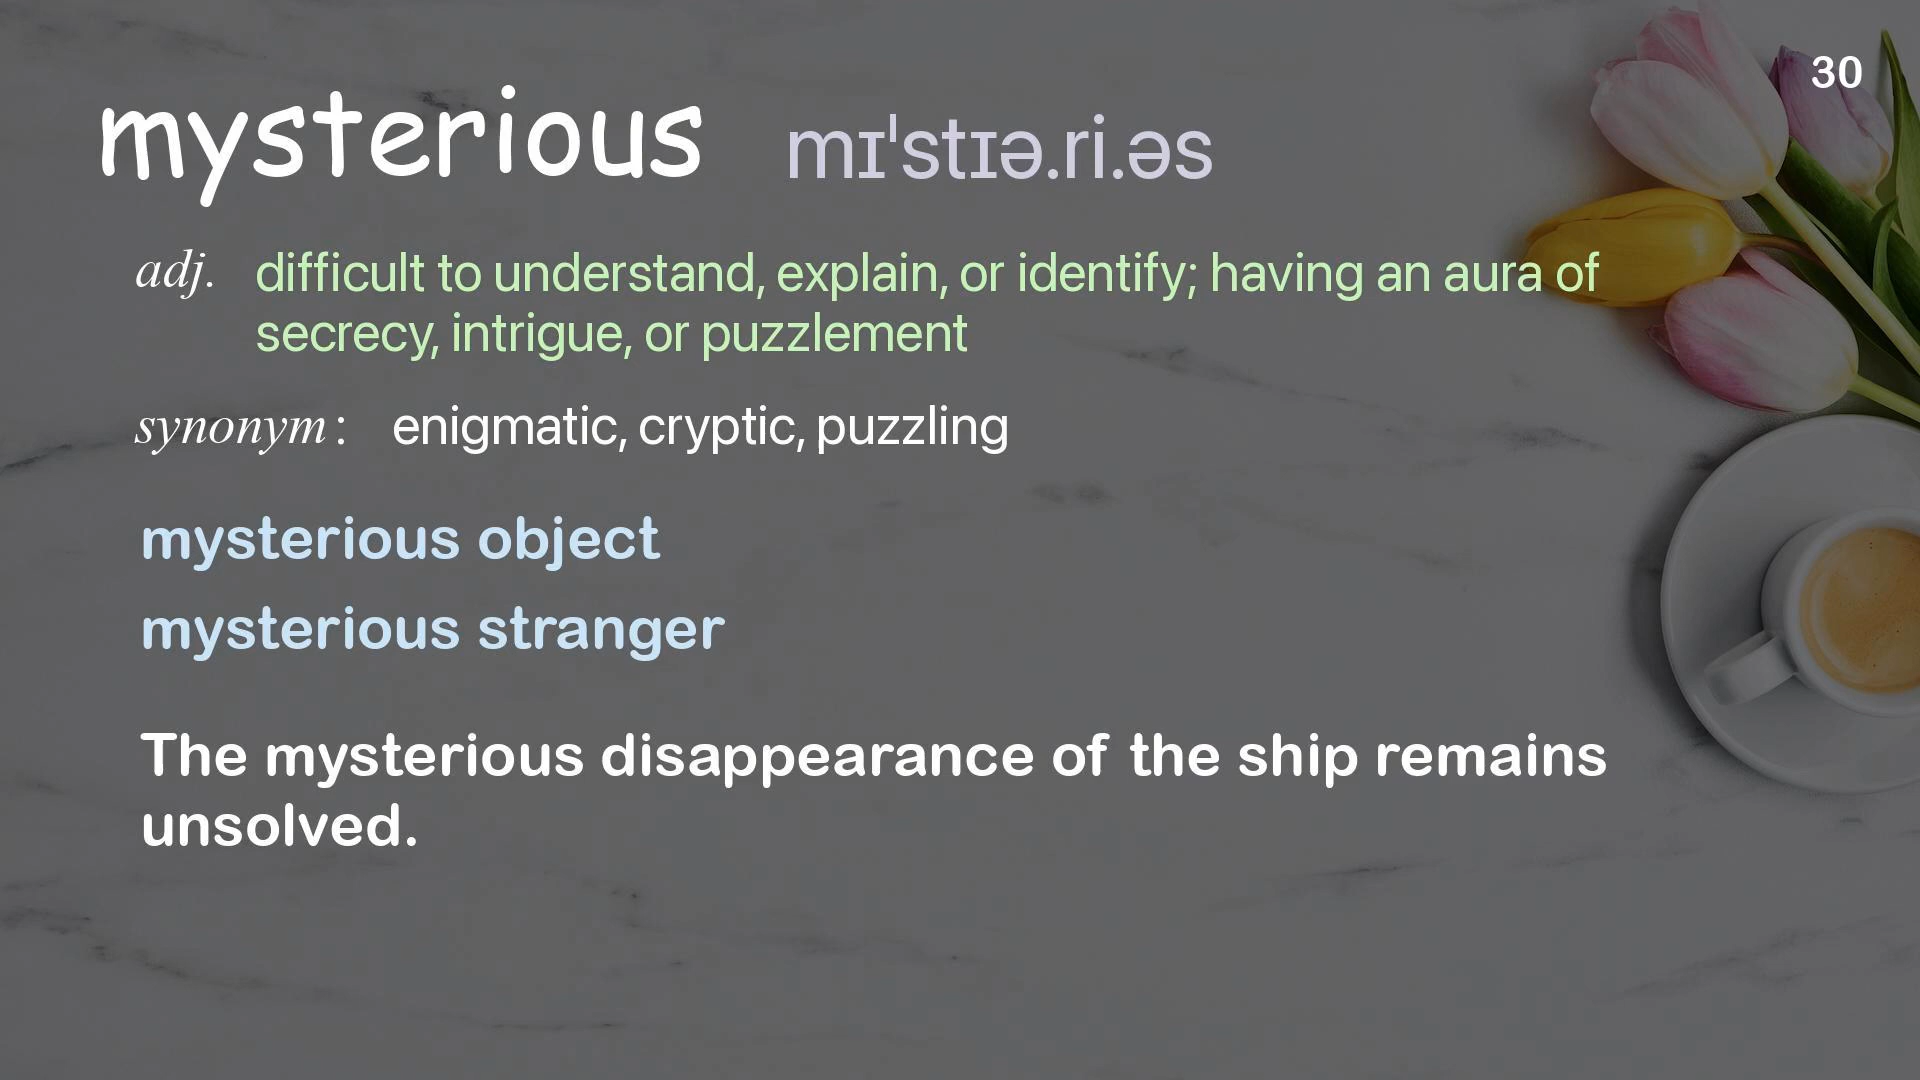 30
mysterious mɪˈstɪə.ri.əs
adj. difficult to understand, explain, or identify; having an aura of
secrecy, intrigue, or puzzlement
synonym : enigmatic, cryptic, puzzling
mysterious object
mysterious stranger
The mysterious disappearance of the ship remains
unsolved.